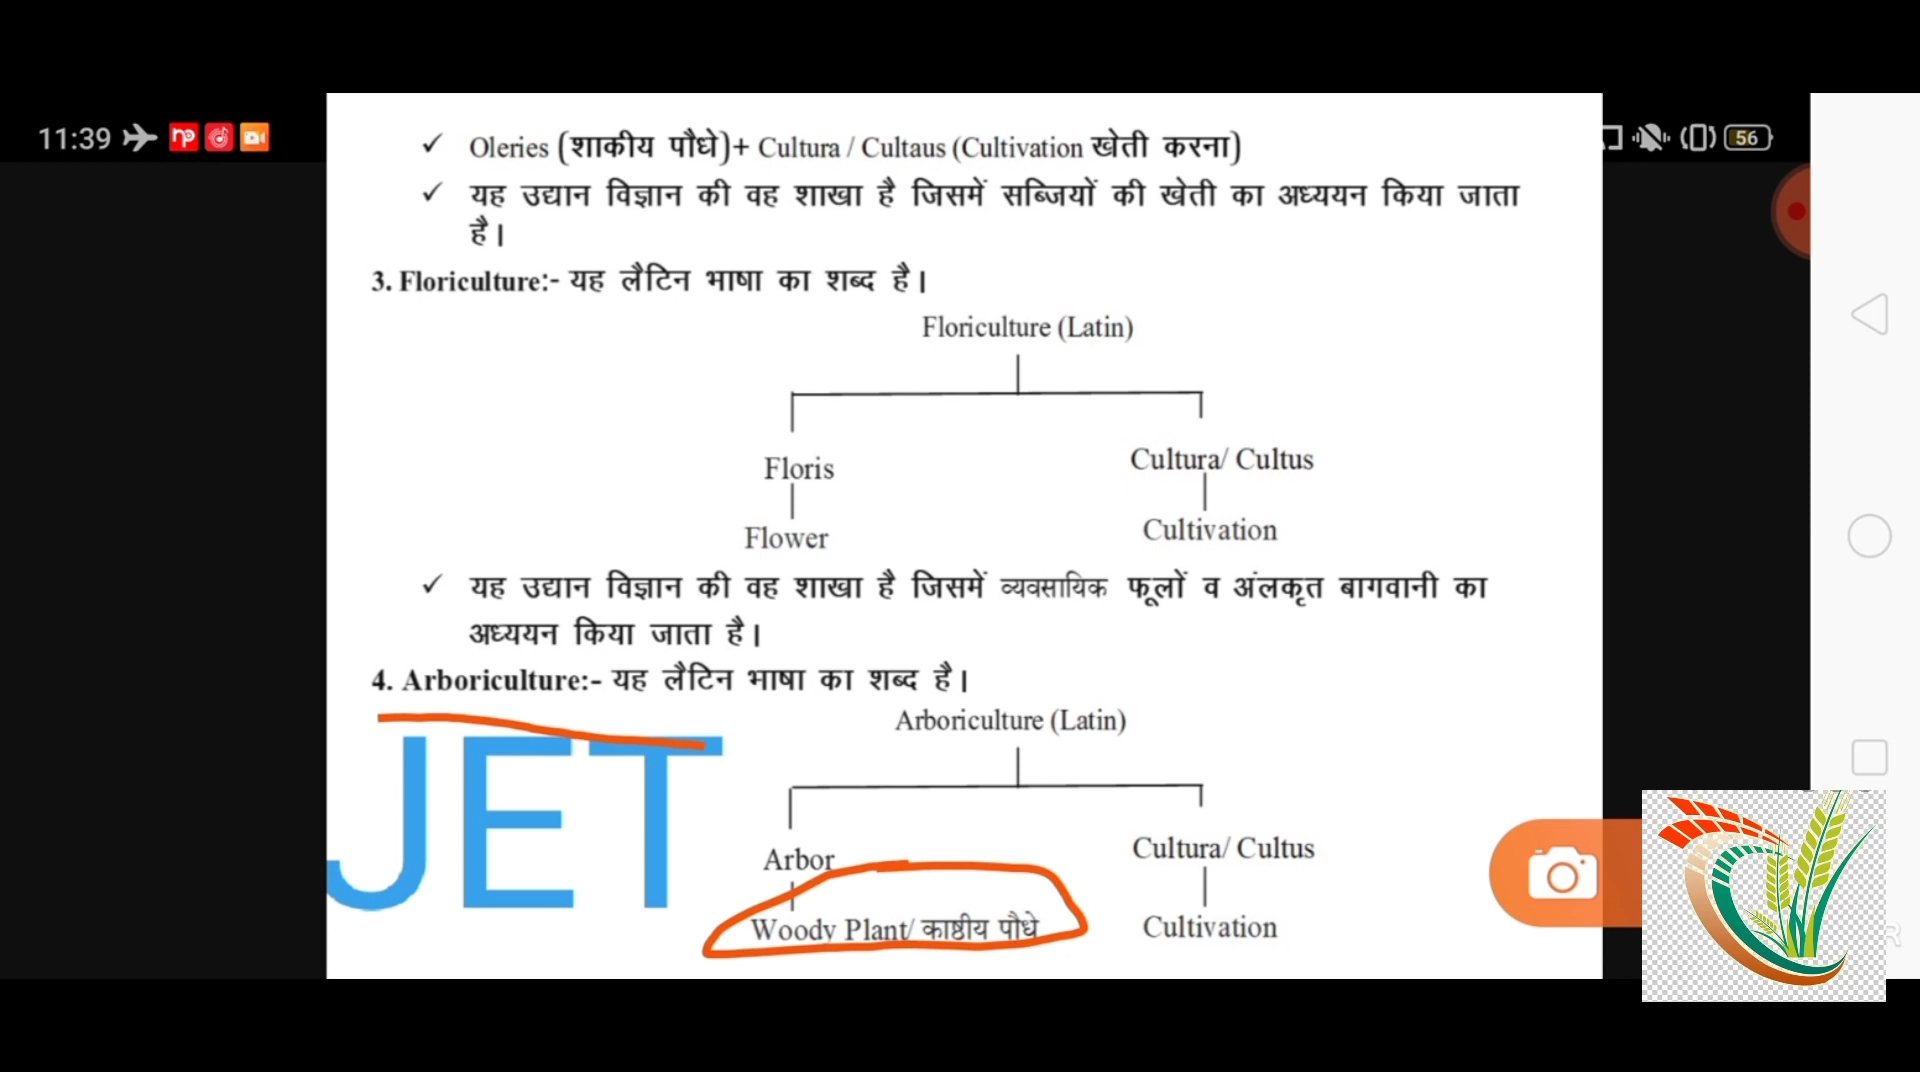 11:39
56
✓ Oleries (शाकीय पौधे)+ Cultura / Cultaus (Cultivation खेती करना)
✓ यह उद्यान विज्ञान की वह शाखा है जिसमें सब्जियों की खेती का अध्ययन किया जाता
है।
3. Floriculture:- यह लैटिन भाषा का शब्द है।
Floriculture (Latin)
Floris Cultura/ Cultus
Flower Cultivation
✓ यह उद्यान विज्ञान की वह शाखा है जिसमें व्यवसायिक फूलों व अंलकृत बागवानी का
अध्ययन किया जाता है।
4. Arboriculture:- यह लैटिन भाषा का शब्द है।
JET
Arboriculture (Latin)
Arbor Cultura/ Cultus
Woody Plant/ काष्ठीय पौधे Cultivation